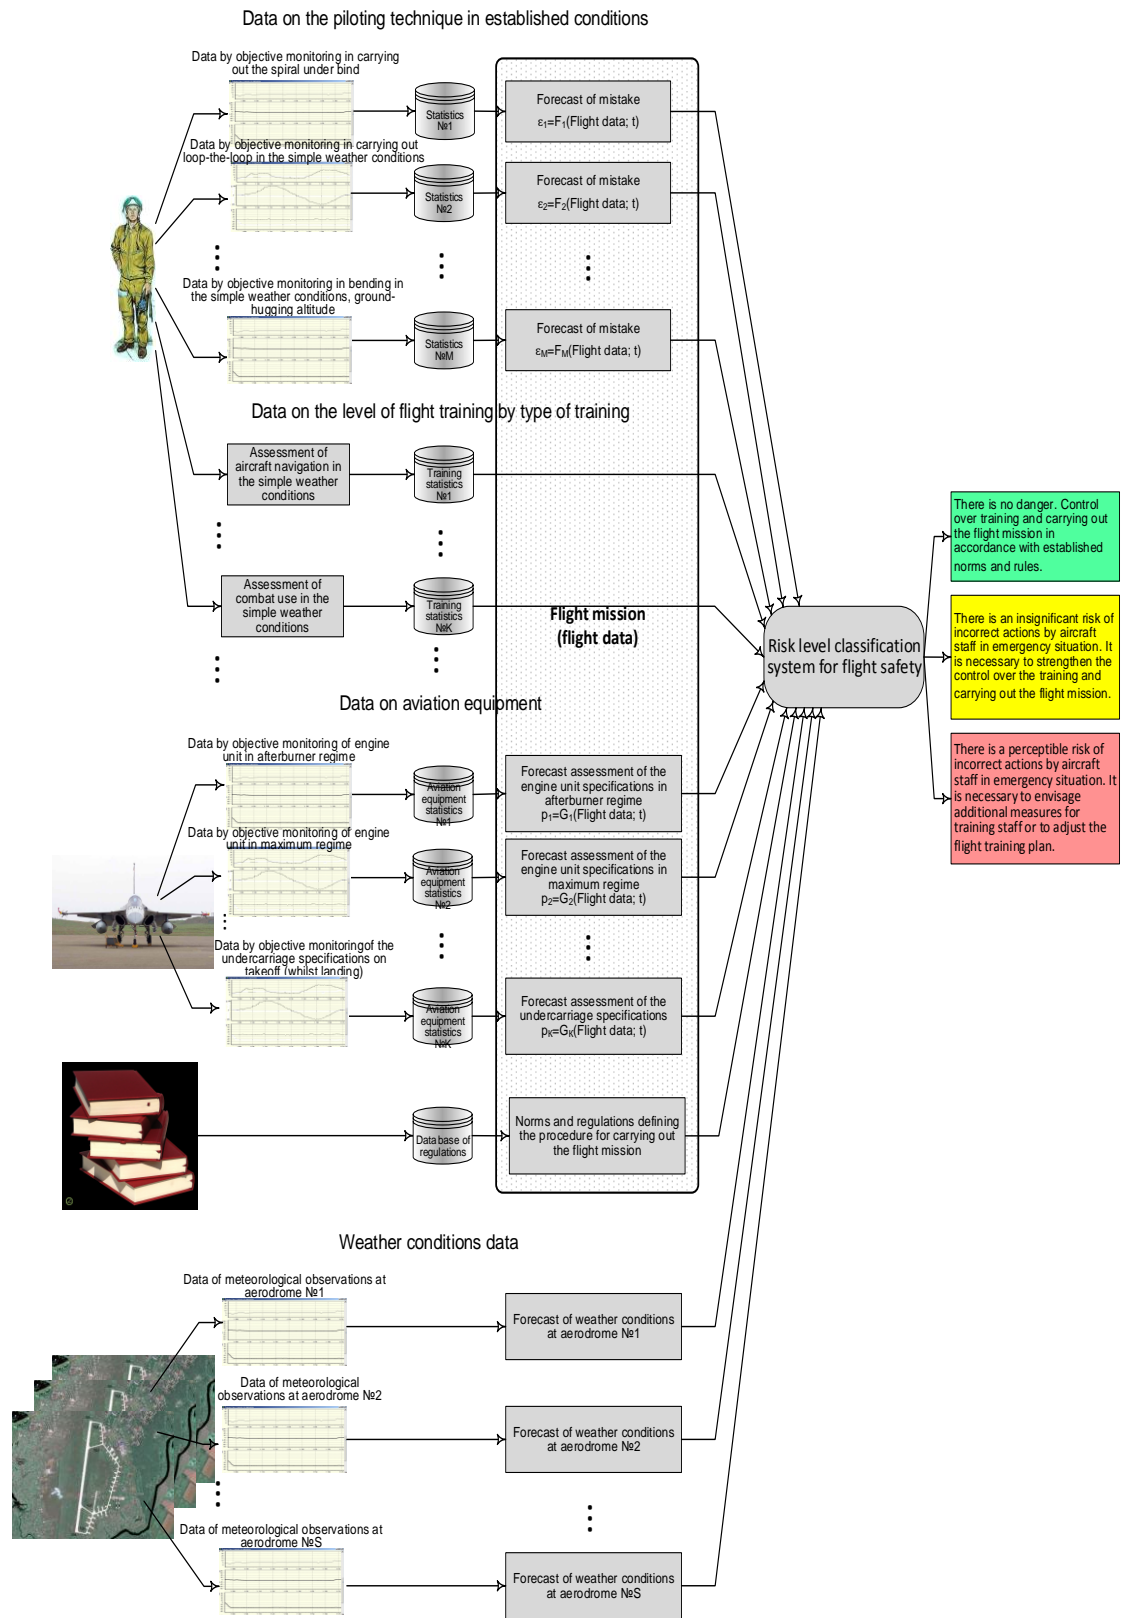 Data on the piloting technique in established conditions
Data by objective monitoring in carrying
out the spiral under bind
Statistics
№1
Forecast of mistake
ε₁=F₁(Flight data; t)
Data by objective monitoring in carrying out
loop-the-loop in the simple weather conditions
Statistics
№2
Forecast of mistake
ε₂=F₂(Flight data; t)
Data by objective monitoring in bending in
the simple weather conditions, ground-
hugging altitude
Statistics
№M
Forecast of mistake
εM=FM(Flight data; t)
Data on the level of flight training by type of training
Assessment of
aircraft navigation in
the simple weather
conditions
Training
statistics
№1
Assessment of
combat use in the
simple weather
conditions
Training
statistics
№K
Flight mission
(flight data)
Risk level classification
system for flight safety
There is no danger. Control
over training and carrying out
the flight mission in
accordance with established
norms and rules.
There is an insignificant risk of
incorrect actions by aircraft
staff in emergency situation. It
is necessary to strengthen the
control over the training and
carrying out the flight mission.
There is a perceptible risk of
incorrect actions by aircraft
staff in emergency situation. It
is necessary to envisage
additional measures for
training staff or to adjust the
flight training plan.
Data on aviation equipment
Data by objective monitoring of engine
unit in afterburner regime
Aviation
equipment
statistics
№1
Forecast assessment of the
engine unit specifications in
afterburner regime
p₁=G₁(Flight data; t)
Data by objective monitoring of engine
unit in maximum regime
Aviation
equipment
statistics
№2
Forecast assessment of the
engine unit specifications in
maximum regime
p₂=G₂(Flight data; t)
Data by objective monitoringof the
undercarriage specifications on
takeoff (whilst landing)
Aviation
equipment
statistics
№K
Forecast assessment of the
undercarriage specifications
pK=GK(Flight data; t)
Database of
regulations
Norms and regulations defining
the procedure for carrying out
the flight mission
Weather conditions data
Data of meteorological observations at
aerodrome №1
Forecast of weather conditions
at aerodrome №1
Data of meteorological
observations at aerodrome №2
Forecast of weather conditions
at aerodrome №2
Data of meteorological observations at
aerodrome №S
Forecast of weather conditions
at aerodrome №S